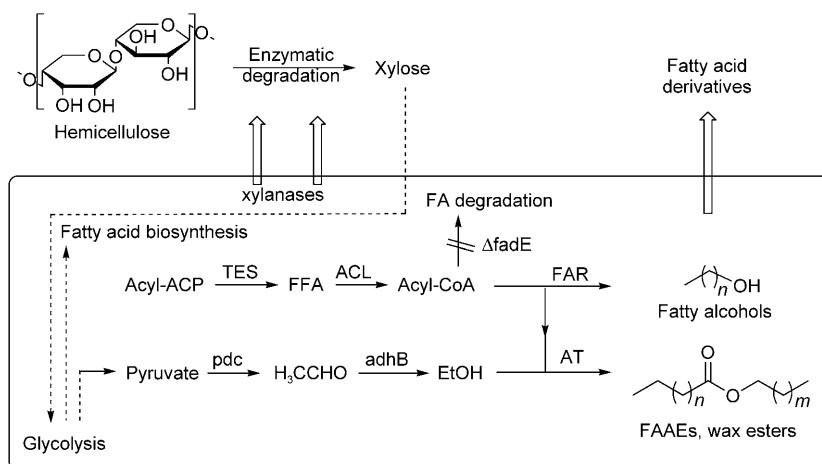 O
OH
O
O
O
OH
O
OH OH
Hemicellulose
Enzymatic
degradation
Xylose
Fatty acid
derivatives
xylanases
FA degradation
Fatty acid biosynthesis
ΔfadE
Acyl-ACP TES FFA ACL Acyl-CoA FAR
n OH
Fatty alcohols
Pyruvate pdc H3CCHO adhB EtOH AT
O
n O m
FAAEs, wax esters
Glycolysis